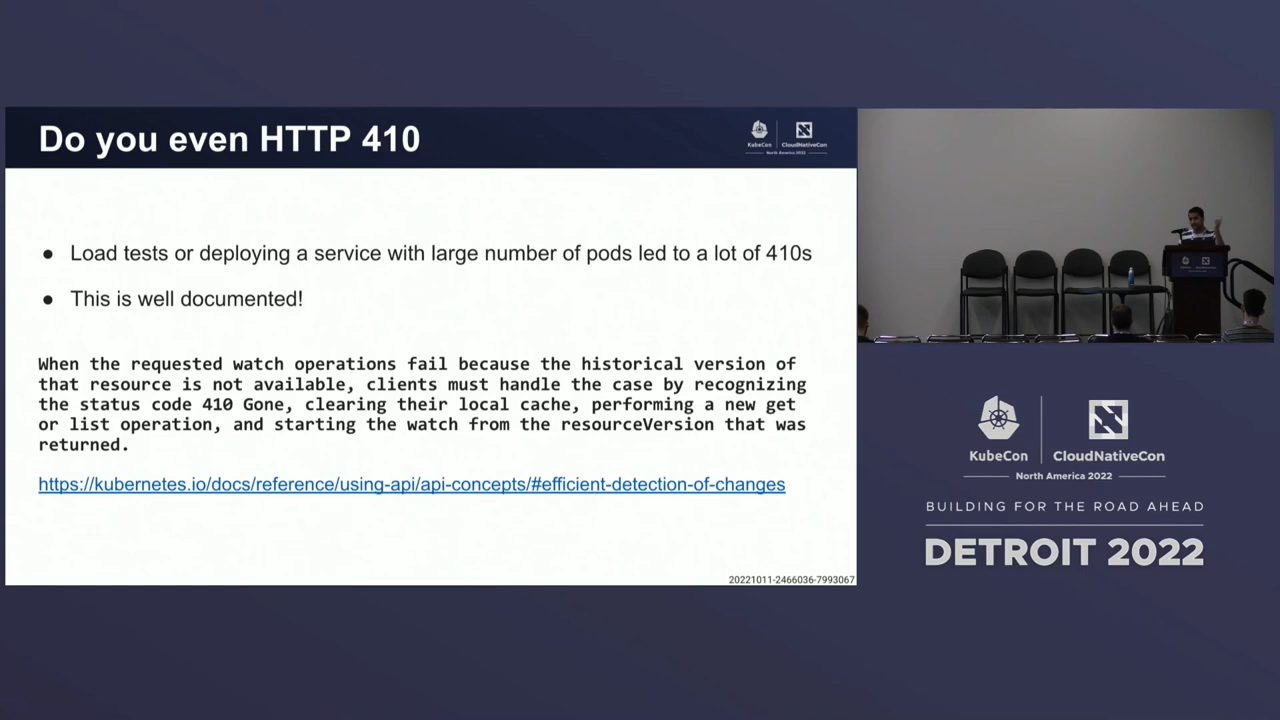 Do you even HTTP 410
KubeCon CloudNativeCon
North America 2022
● Load tests or deploying a service with large number of pods led to a lot of 410s
● This is well documented!
When the requested watch operations fail because the historical version of
that resource is not available, clients must handle the case by recognizing
the status code 410 Gone, clearing their local cache, performing a new get
or list operation, and starting the watch from the resourceVersion that was
returned.
https://kubernetes.io/docs/reference/using-api/api-concepts/#efficient-detection-of-changes
20221011-2466036-7993067
KubeCon CloudNativeCon
North America 2022
BUILDING FOR THE ROAD AHEAD
DETROIT 2022